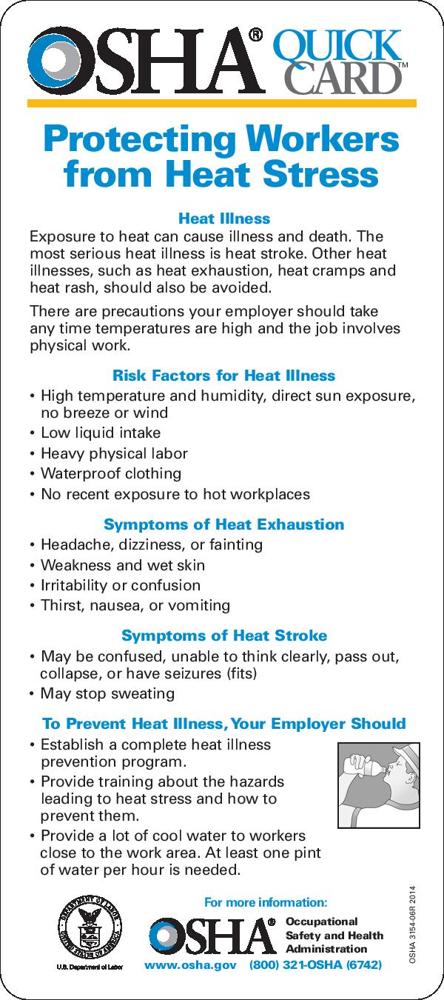 OSHA® QUICK CARD™
Protecting Workers
from Heat Stress
Heat Illness
Exposure to heat can cause illness and death. The
most serious heat illness is heat stroke. Other heat
illnesses, such as heat exhaustion, heat cramps and
heat rash, should also be avoided.
There are precautions your employer should take
any time temperatures are high and the job involves
physical work.
Risk Factors for Heat Illness
• High temperature and humidity, direct sun exposure,
no breeze or wind
• Low liquid intake
• Heavy physical labor
• Waterproof clothing
• No recent exposure to hot workplaces
Symptoms of Heat Exhaustion
• Headache, dizziness, or fainting
• Weakness and wet skin
• Irritability or confusion
• Thirst, nausea, or vomiting
Symptoms of Heat Stroke
• May be confused, unable to think clearly, pass out,
collapse, or have seizures (fits)
• May stop sweating
To Prevent Heat Illness, Your Employer Should
• Establish a complete heat illness
prevention program.
• Provide training about the hazards
leading to heat stress and how to
prevent them.
• Provide a lot of cool water to workers
close to the work area. At least one pint
of water per hour is needed.
DEPARTMENT OF LABOR
UNITED STATES OF AMERICA
U.S. Department of Labor
For more information:
OSHA®
Occupational
Safety and Health
Administration
www.osha.gov (800) 321-OSHA (6742)
OSHA 3154-06R 2014